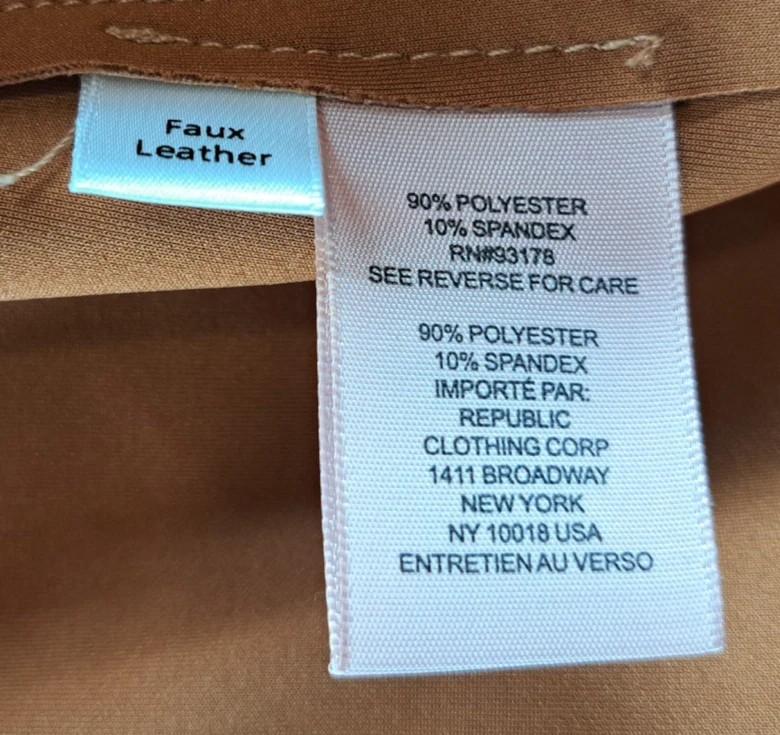 Faux
Leather
90% POLYESTER
10% SPANDEX
RN#93178
SEE REVERSE FOR CARE
90% POLYESTER
10% SPANDEX
IMPORTÉ PAR:
REPUBLIC
CLOTHING CORP
1411 BROADWAY
NEW YORK
NY 10018 USA
ENTRETIEN AU VERSO